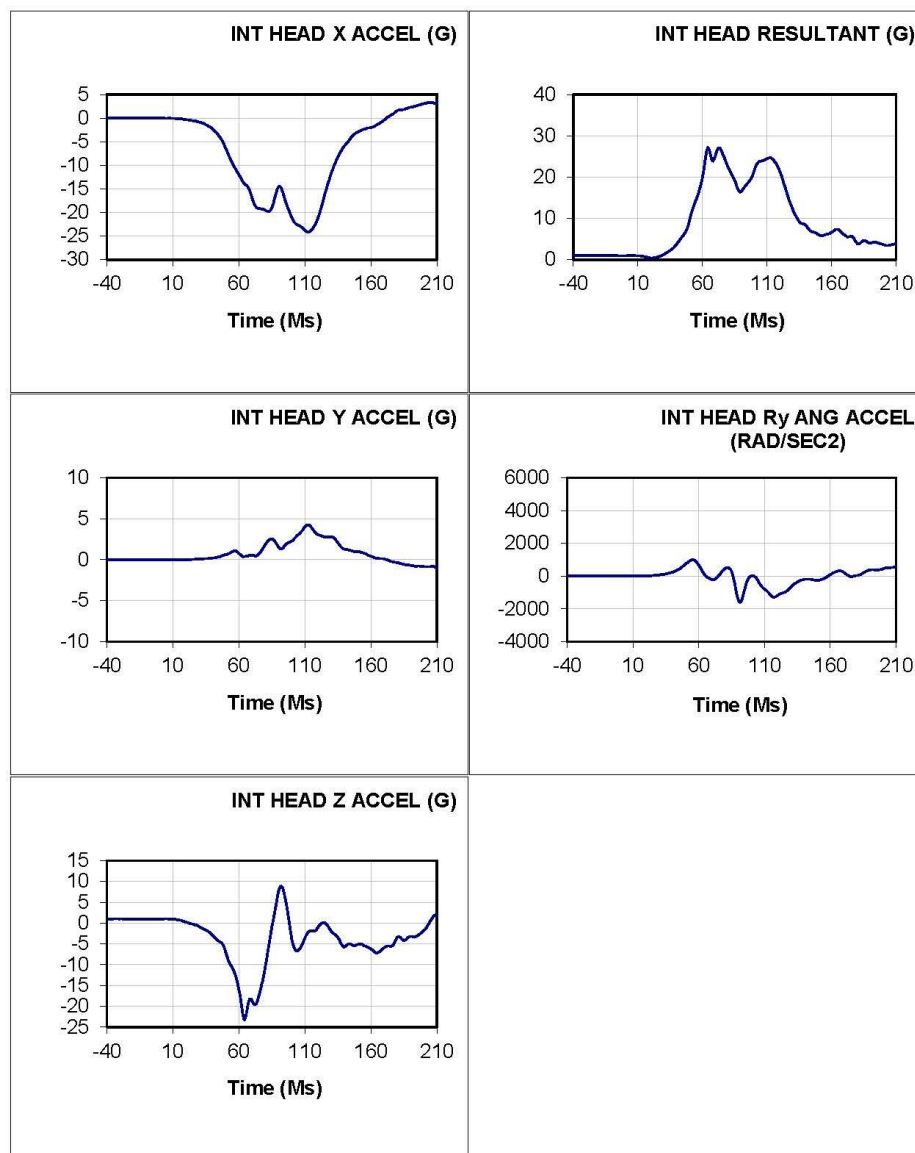 INT HEAD X ACCEL (G)
5
0
-5
-10
-15
-20
-25
-30
-40 10 60 110 160 210
Time (Ms)
INT HEAD RESULTANT (G)
40
30
20
10
0
-40 10 60 110 160 210
Time (Ms)
INT HEAD Y ACCEL (G)
10
5
0
-5
-10
-40 10 60 110 160 210
Time (Ms)
INT HEAD Ry ANG ACCEL
(RAD/SEC2)
6000
4000
2000
0
-2000
-4000
-40 10 60 110 160 210
Time (Ms)
INT HEAD Z ACCEL (G)
15
10
5
0
-5
-10
-15
-20
-25
-40 10 60 110 160 210
Time (Ms)